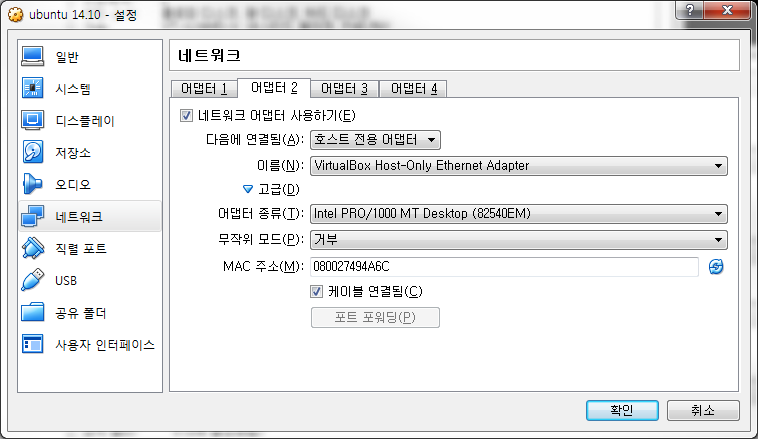 ubuntu 14.10 - 설정
일반
시스템
디스플레이
저장소
오디오
네트워크
직렬 포트
USB
공유 폴더
사용자 인터페이스
네트워크
어댑터 1 어댑터 2 어댑터 3 어댑터 4
네트워크 어댑터 사용하기(E)
다음에 연결됨(A): 호스트 전용 어댑터
이름(N): VirtualBox Host-Only Ethernet Adapter
고급(D)
어댑터 종류(T): Intel PRO/1000 MT Desktop (82540EM)
무작위 모드(P): 거부
MAC 주소(M): 080027494A6C
케이블 연결됨(C)
포트 포워딩(P)
확인 취소